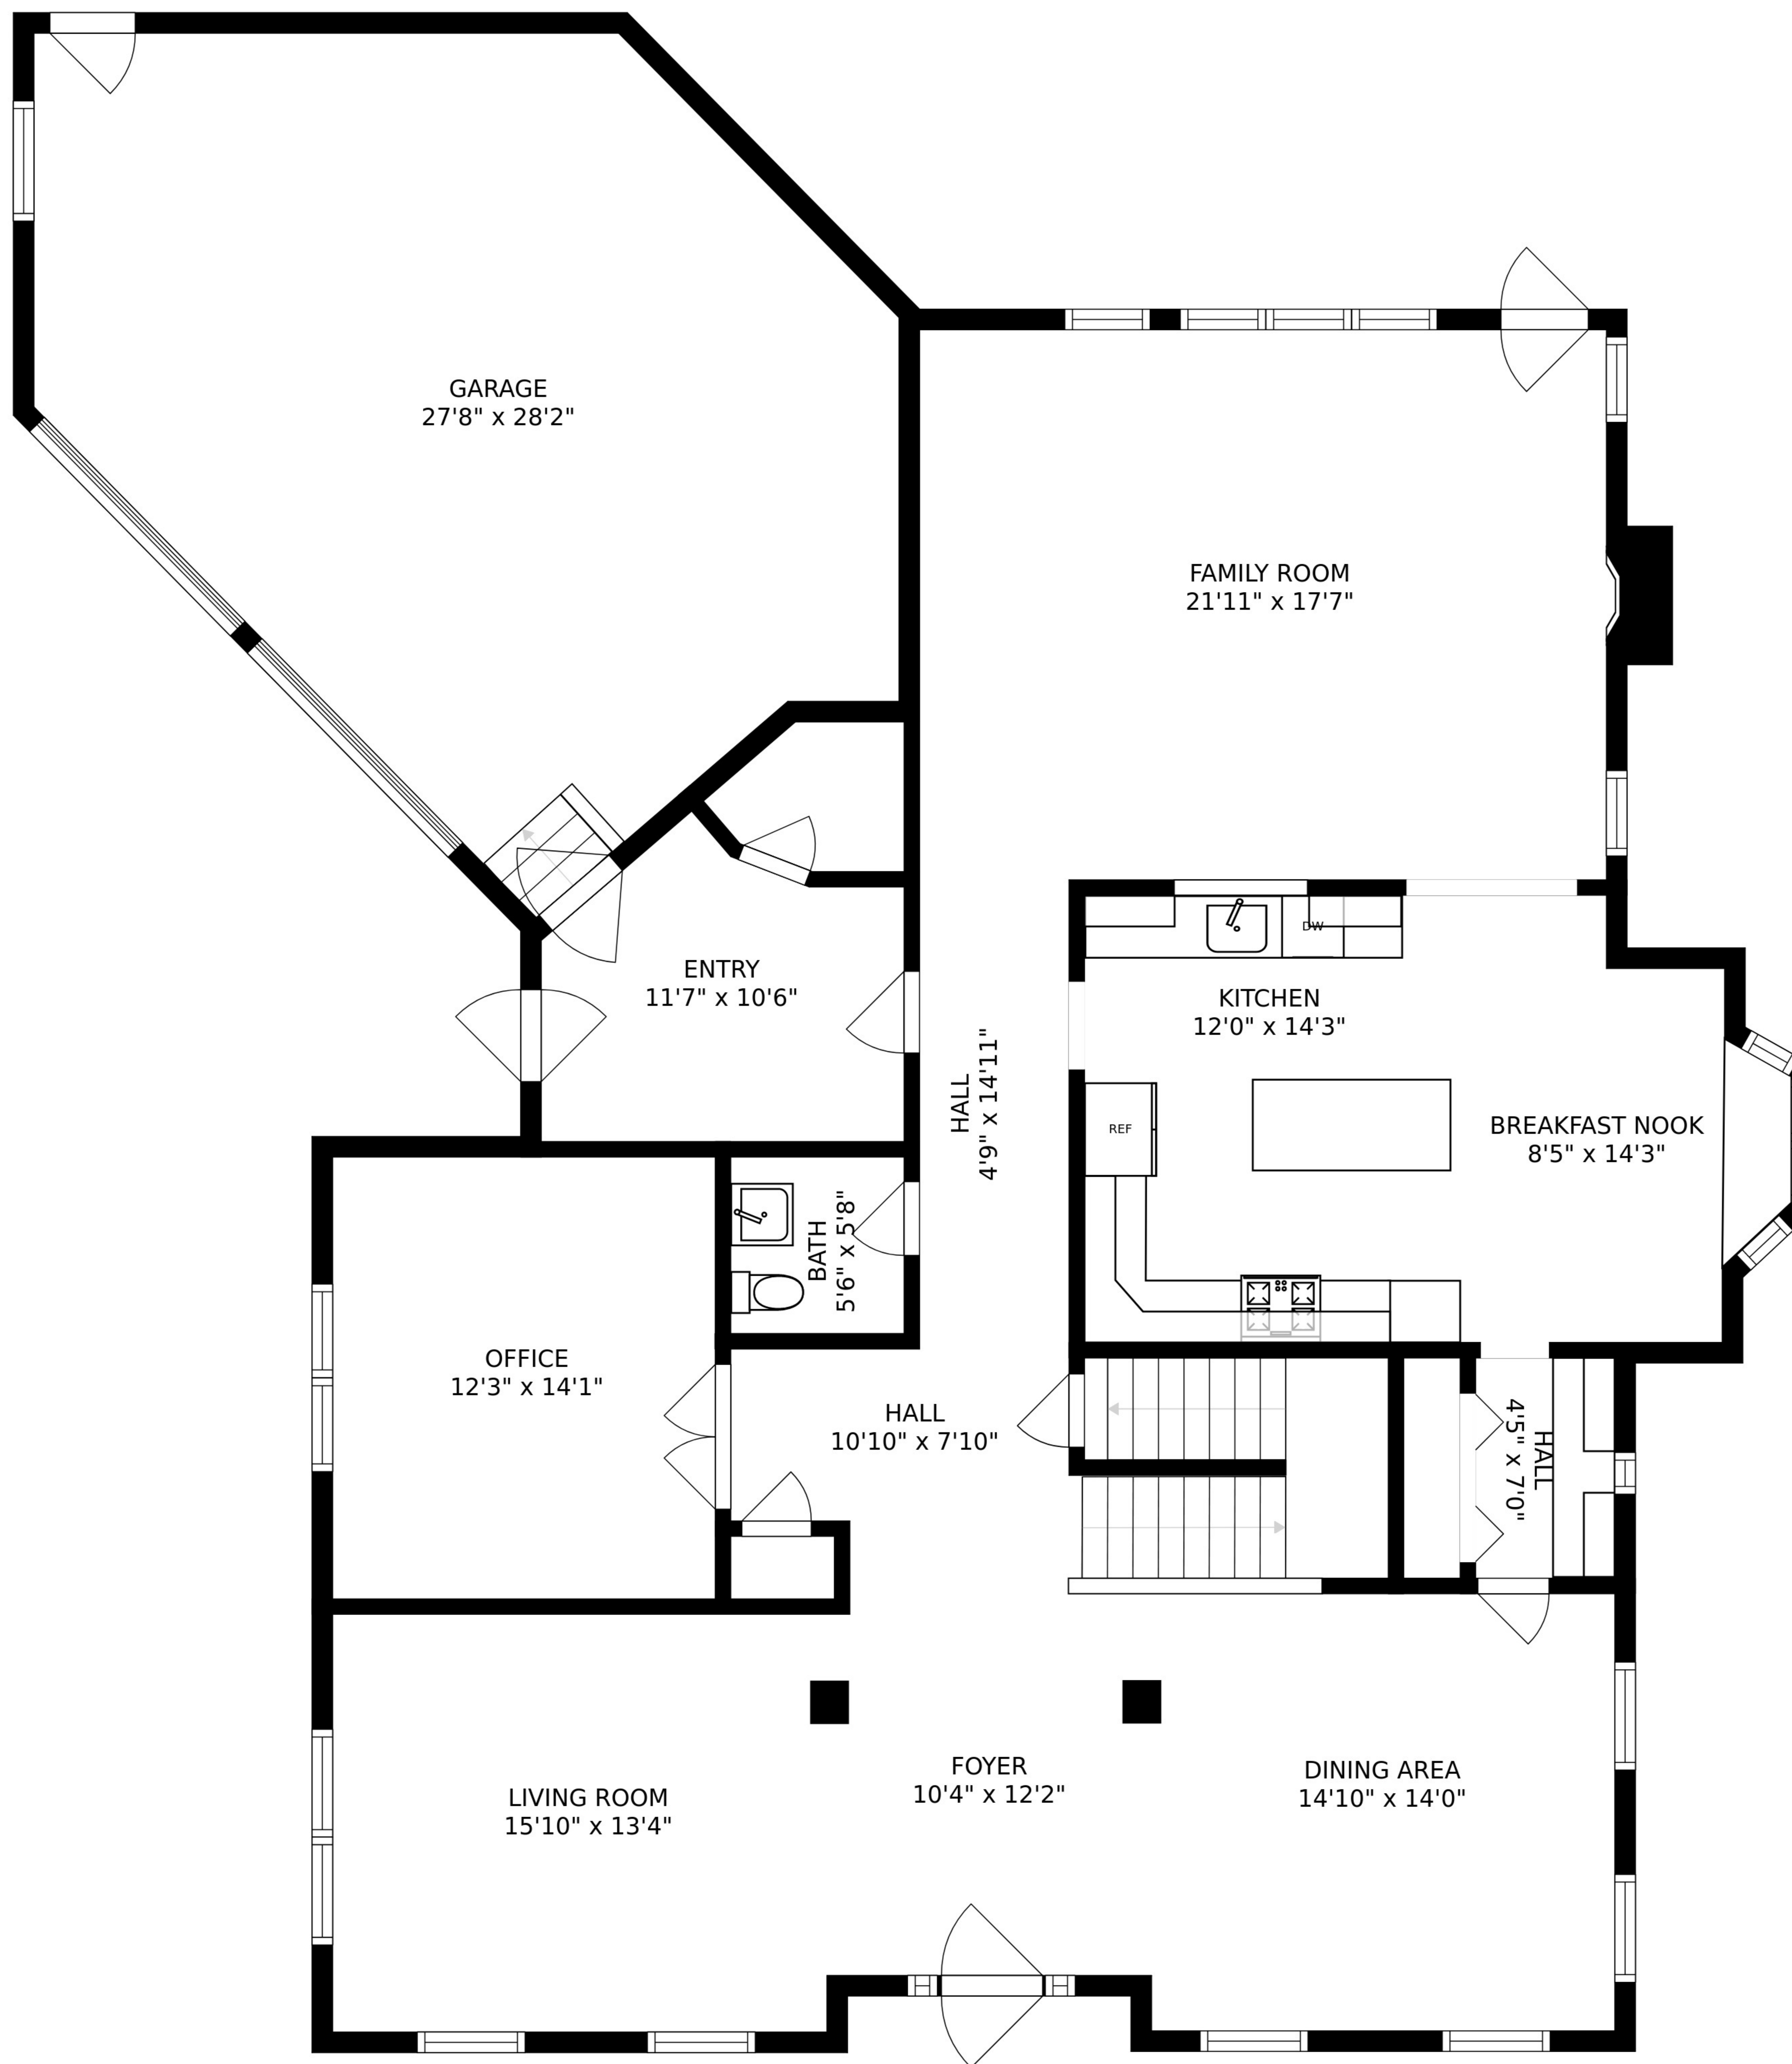 GARAGE
27'8" x 28'2"
FAMILY ROOM
21'11" x 17'7"
DW
ENTRY
11'7" x 10'6"
KITCHEN
12'0" x 14'3"
HALL
4'9" x 14'11"
REF
BREAKFAST NOOK
8'5" x 14'3"
BATH
5'6" x 5'8"
OFFICE
12'3" x 14'1"
HALL
10'10" x 7'10"
HALL
4'5" x 7'0"
FOYER
10'4" x 12'2"
DINING AREA
14'10" x 14'0"
LIVING ROOM
15'10" x 13'4"